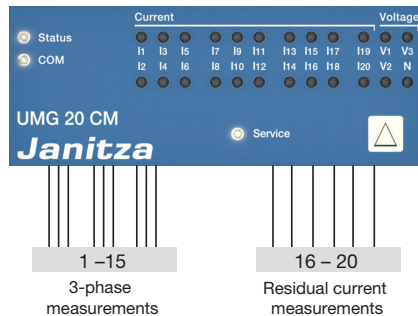 Current Voltage
Status
COM
I1 I3 I5 I7 I9 I11 I13 I15 I17 I19 V1 V3
I2 I4 I6 I8 I10 I12 I14 I16 I18 I20 V2 N
UMG 20 CM
Janitza
Service
1 –15
16 – 20
3-phase
measurements
Residual current
measurements